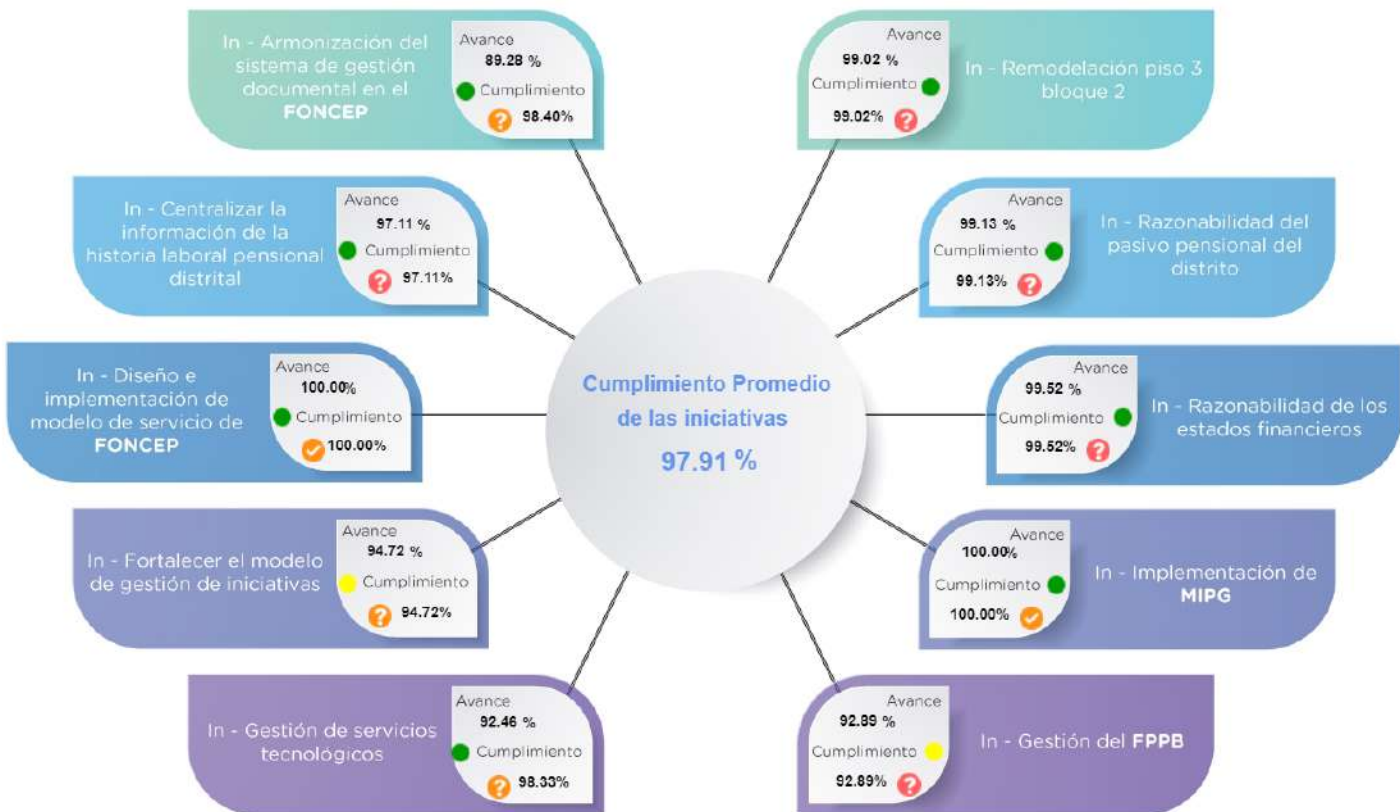 In - Armonización del
sistema de gestión
documental en el
FONCEP
Avance
89.28 %
Cumplimiento
98.40%
Avance
99.02 %
Cumplimiento
99.02%
In - Remodelación piso 3
bloque 2
In - Centralizar la
información de la
historia laboral pensional
distrital
Avance
97.11 %
Cumplimiento
97.11%
Avance
99.13 %
Cumplimiento
99.13%
In - Razonabilidad del
pasivo pensional del
distrito
In - Diseño e
implementación de
modelo de servicio de
FONCEP
Avance
100.00%
Cumplimiento
100.00%
Cumplimiento Promedio
de las iniciativas
97.91 %
Avance
99.52 %
Cumplimiento
99.52%
In - Razonabilidad de los
estados financieros
In - Fortalecer el modelo
de gestión de iniciativas
Avance
94.72 %
Cumplimiento
94.72%
Avance
100.00%
Cumplimiento
100.00%
In - Implementación de
MIPG
In - Gestión de servicios
tecnológicos
Avance
92.46 %
Cumplimiento
98.33%
Avance
92.89 %
Cumplimiento
92.89%
In - Gestión del FPPB